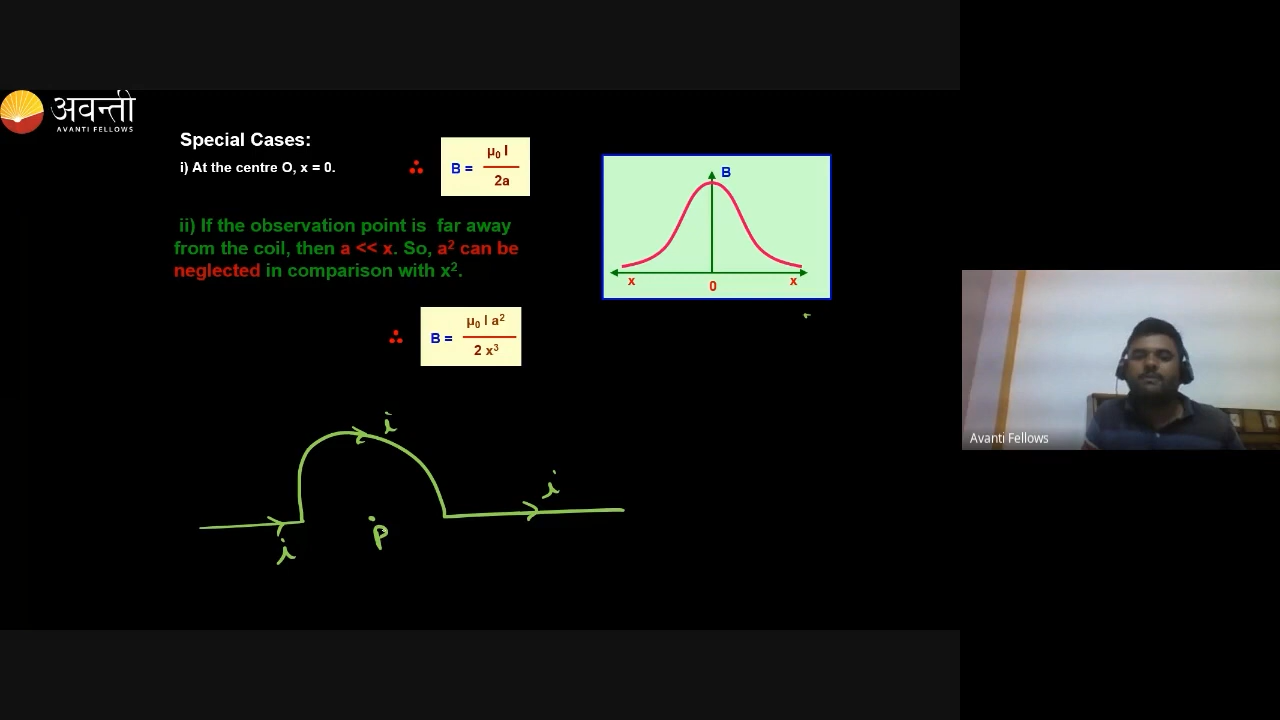 अवन्ती
AVANTI FELLOWS
Special Cases:
i) At the centre O, x = 0.
∴
B = μ₀ I / 2a
B
x
0
x
ii) If the observation point is far away
from the coil, then a << x. So, a² can be
neglected in comparison with x².
∴
B = μ₀ I a² / 2 x³
i
i
i
p
Avanti Fellows